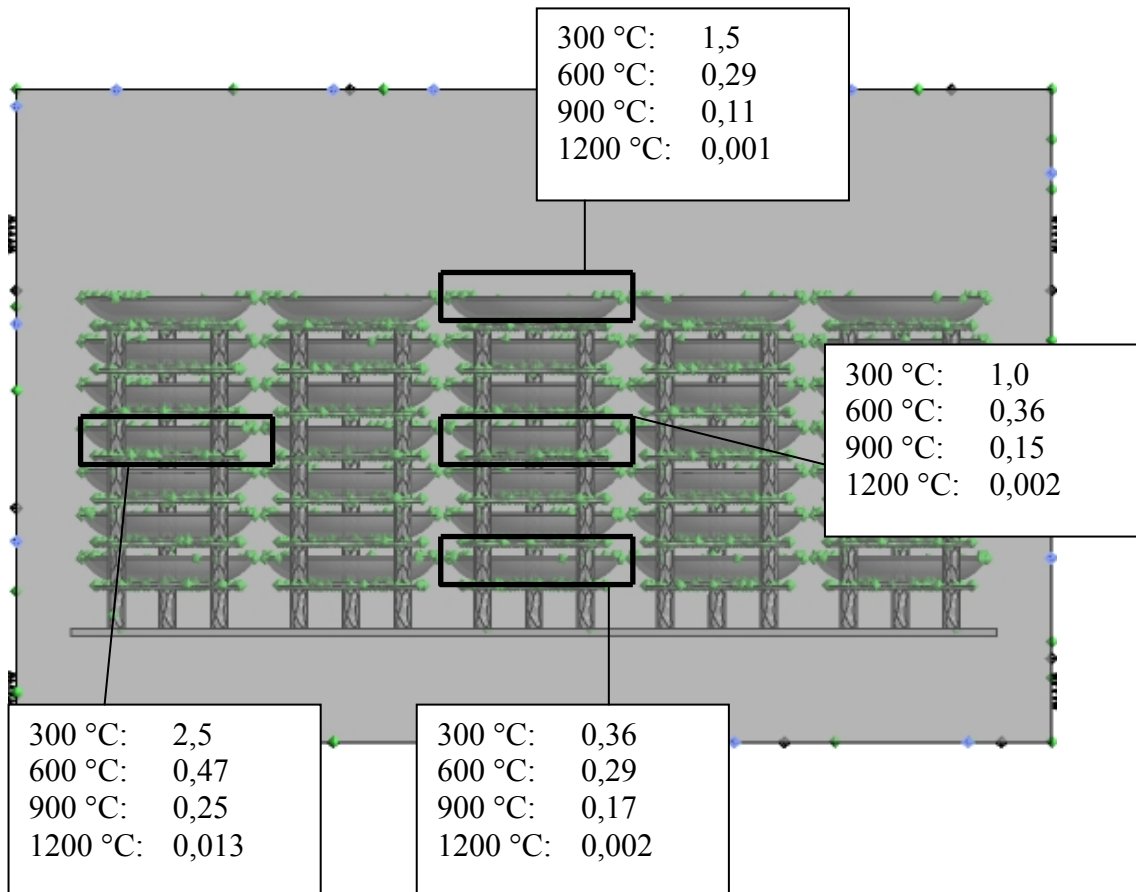 300 °C: 1,5
600 °C: 0,29
900 °C: 0,11
1200 °C: 0,001
300 °C: 1,0
600 °C: 0,36
900 °C: 0,15
1200 °C: 0,002
300 °C: 2,5
600 °C: 0,47
900 °C: 0,25
1200 °C: 0,013
300 °C: 0,36
600 °C: 0,29
900 °C: 0,17
1200 °C: 0,002